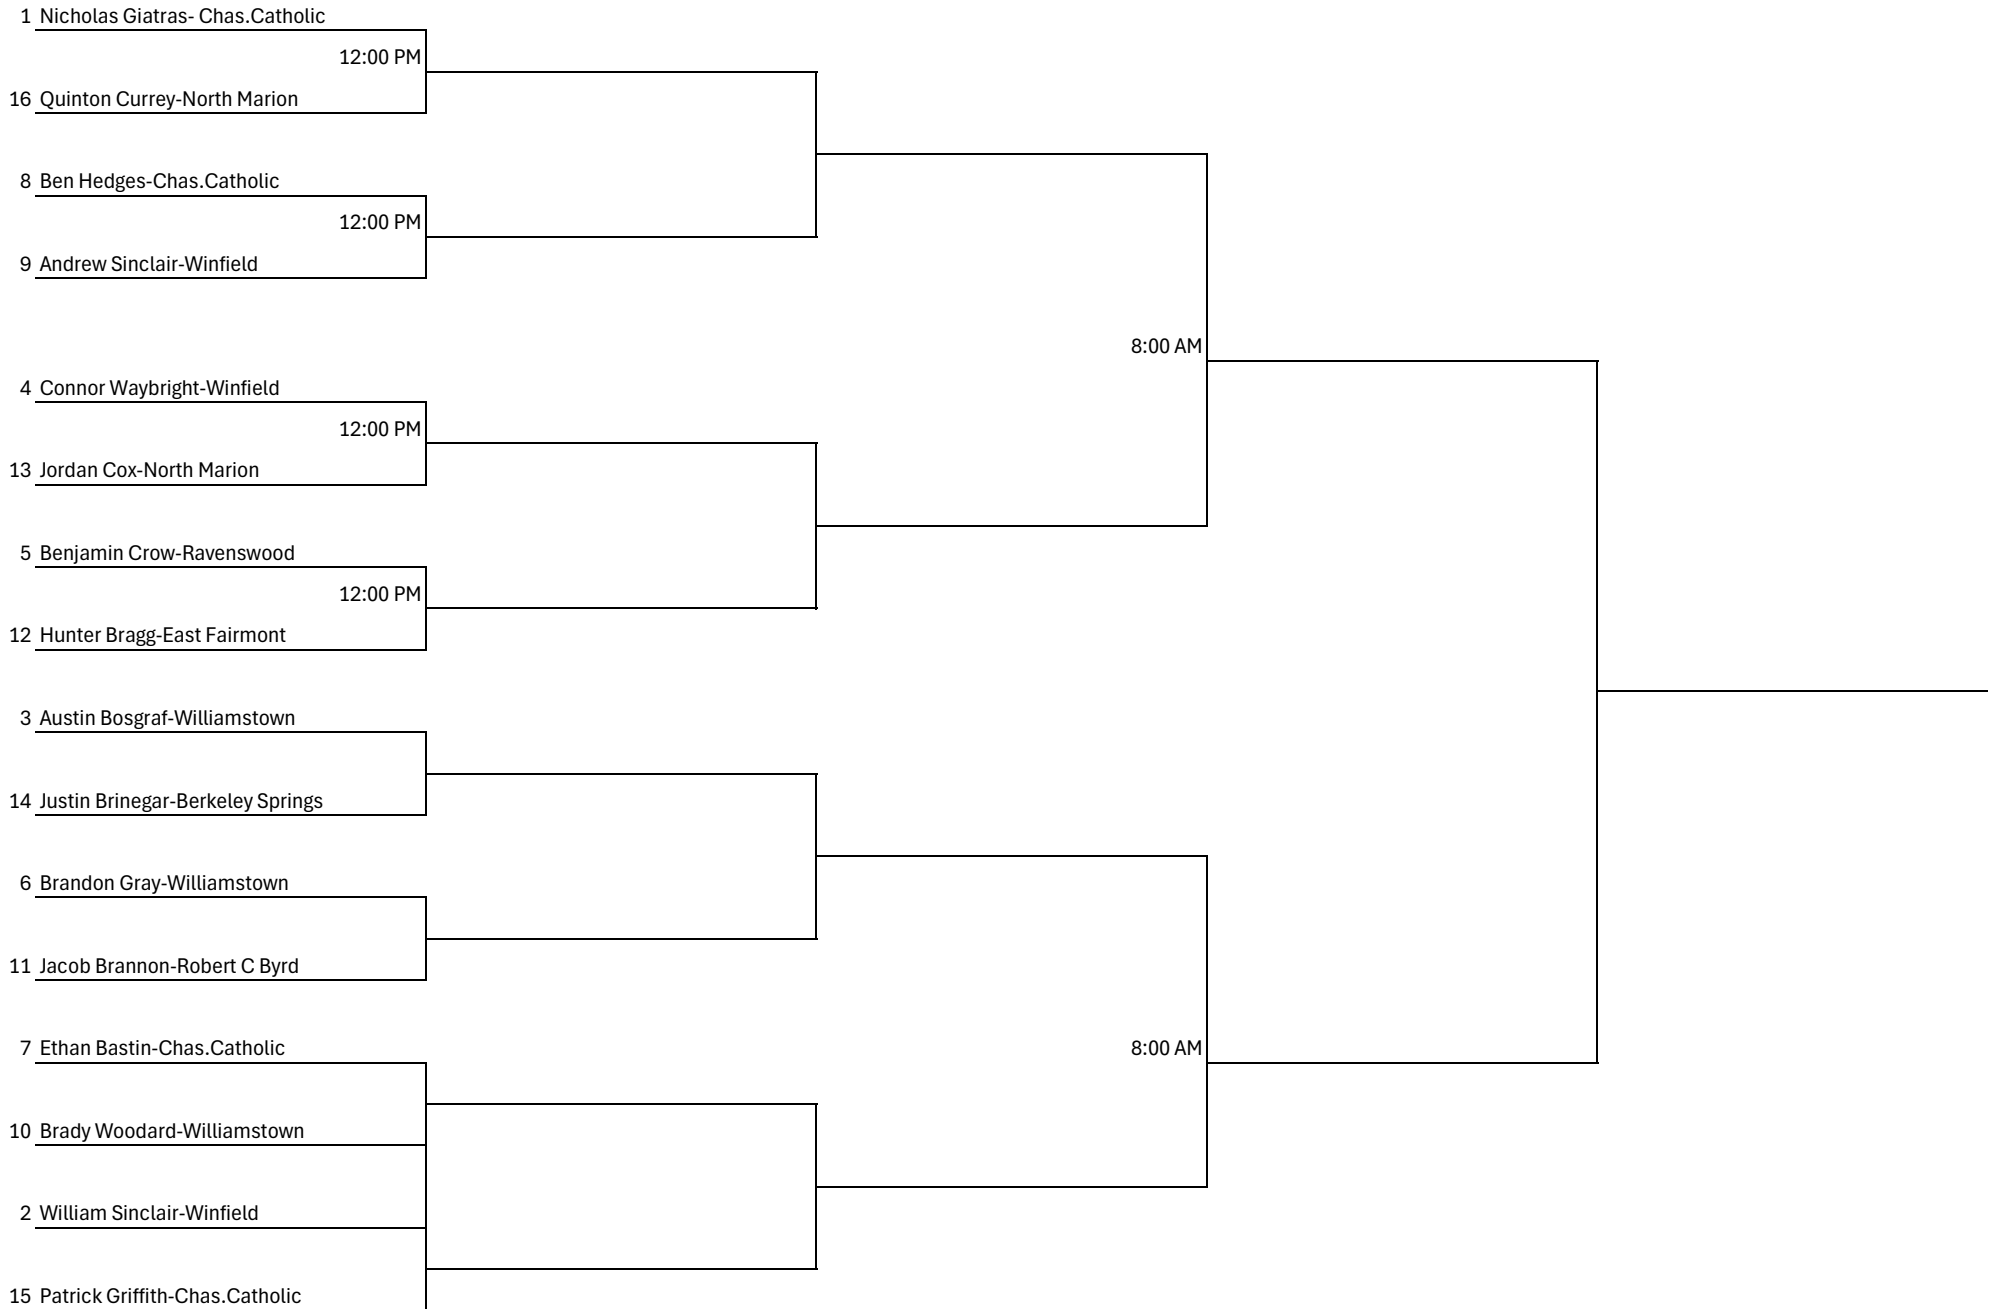 1 Nicholas Giatras- Chas.Catholic
12:00 PM
16 Quinton Currey-North Marion
8 Ben Hedges-Chas.Catholic
12:00 PM
9 Andrew Sinclair-Winfield
8:00 AM
4 Connor Waybright-Winfield
12:00 PM
13 Jordan Cox-North Marion
5 Benjamin Crow-Ravenswood
12:00 PM
12 Hunter Bragg-East Fairmont
3 Austin Bosgraf-Williamstown
14 Justin Brinegar-Berkeley Springs
6 Brandon Gray-Williamstown
11 Jacob Brannon-Robert C Byrd
7 Ethan Bastin-Chas.Catholic
8:00 AM
10 Brady Woodard-Williamstown
2 William Sinclair-Winfield
15 Patrick Griffith-Chas.Catholic